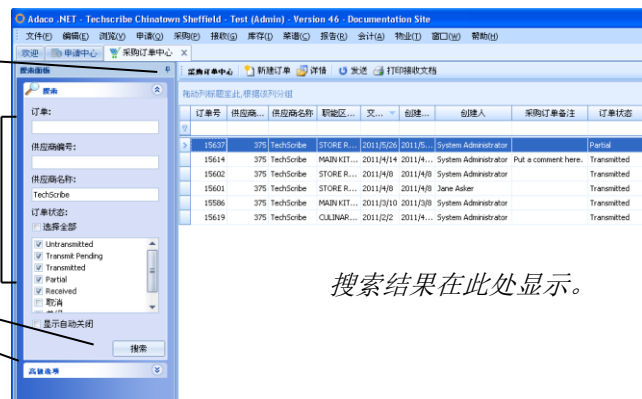 Adaco .NET - Techscribe Chinatown Sheffield - Test (Admin) - Version 46 - Documentation Site
文件(F) 编辑(E) 浏览(V) 申请(Q) 采购(P) 接收(G) 库存(I) 菜谱(C) 报告(R) 会计(A) 物业(T) 窗口(W) 帮助(H)
欢迎 申请中心 采购订单中心 X
搜索面板
采购订单中心 新建订单 详情 发送 打印接收文档
搜索
拖动列标题至此,根据该列分组
订单:
供应商编号:
供应商名称:
TechScribe
订单状态:
选择全部
Untransmitted
Transmit Pending
Transmitted
Partial
Received
取消
显示自动关闭
搜索
高级选项
订单号 供应商... 供应商名称 职能区... 交... 创建... 创建人 采购订单备注 订单状态
15637 375 TechScribe STORE R... 2011/5/26 2011/5... System Administrator Partial
15614 375 TechScribe MAIN KIT... 2011/4/14 2011/4... System Administrator Put a comment here. Transmitted
15602 375 TechScribe STORE R... 2011/4/8 2011/4/8 System Administrator Transmitted
15601 375 TechScribe STORE R... 2011/4/8 2011/4/8 Jane Asker Transmitted
15586 375 TechScribe MAIN KIT... 2011/3/10 2011/3/8 System Administrator Transmitted
15619 375 TechScribe CULINAR... 2011/2/2 2011/4... System Administrator Transmitted
搜索结果在此处显示。